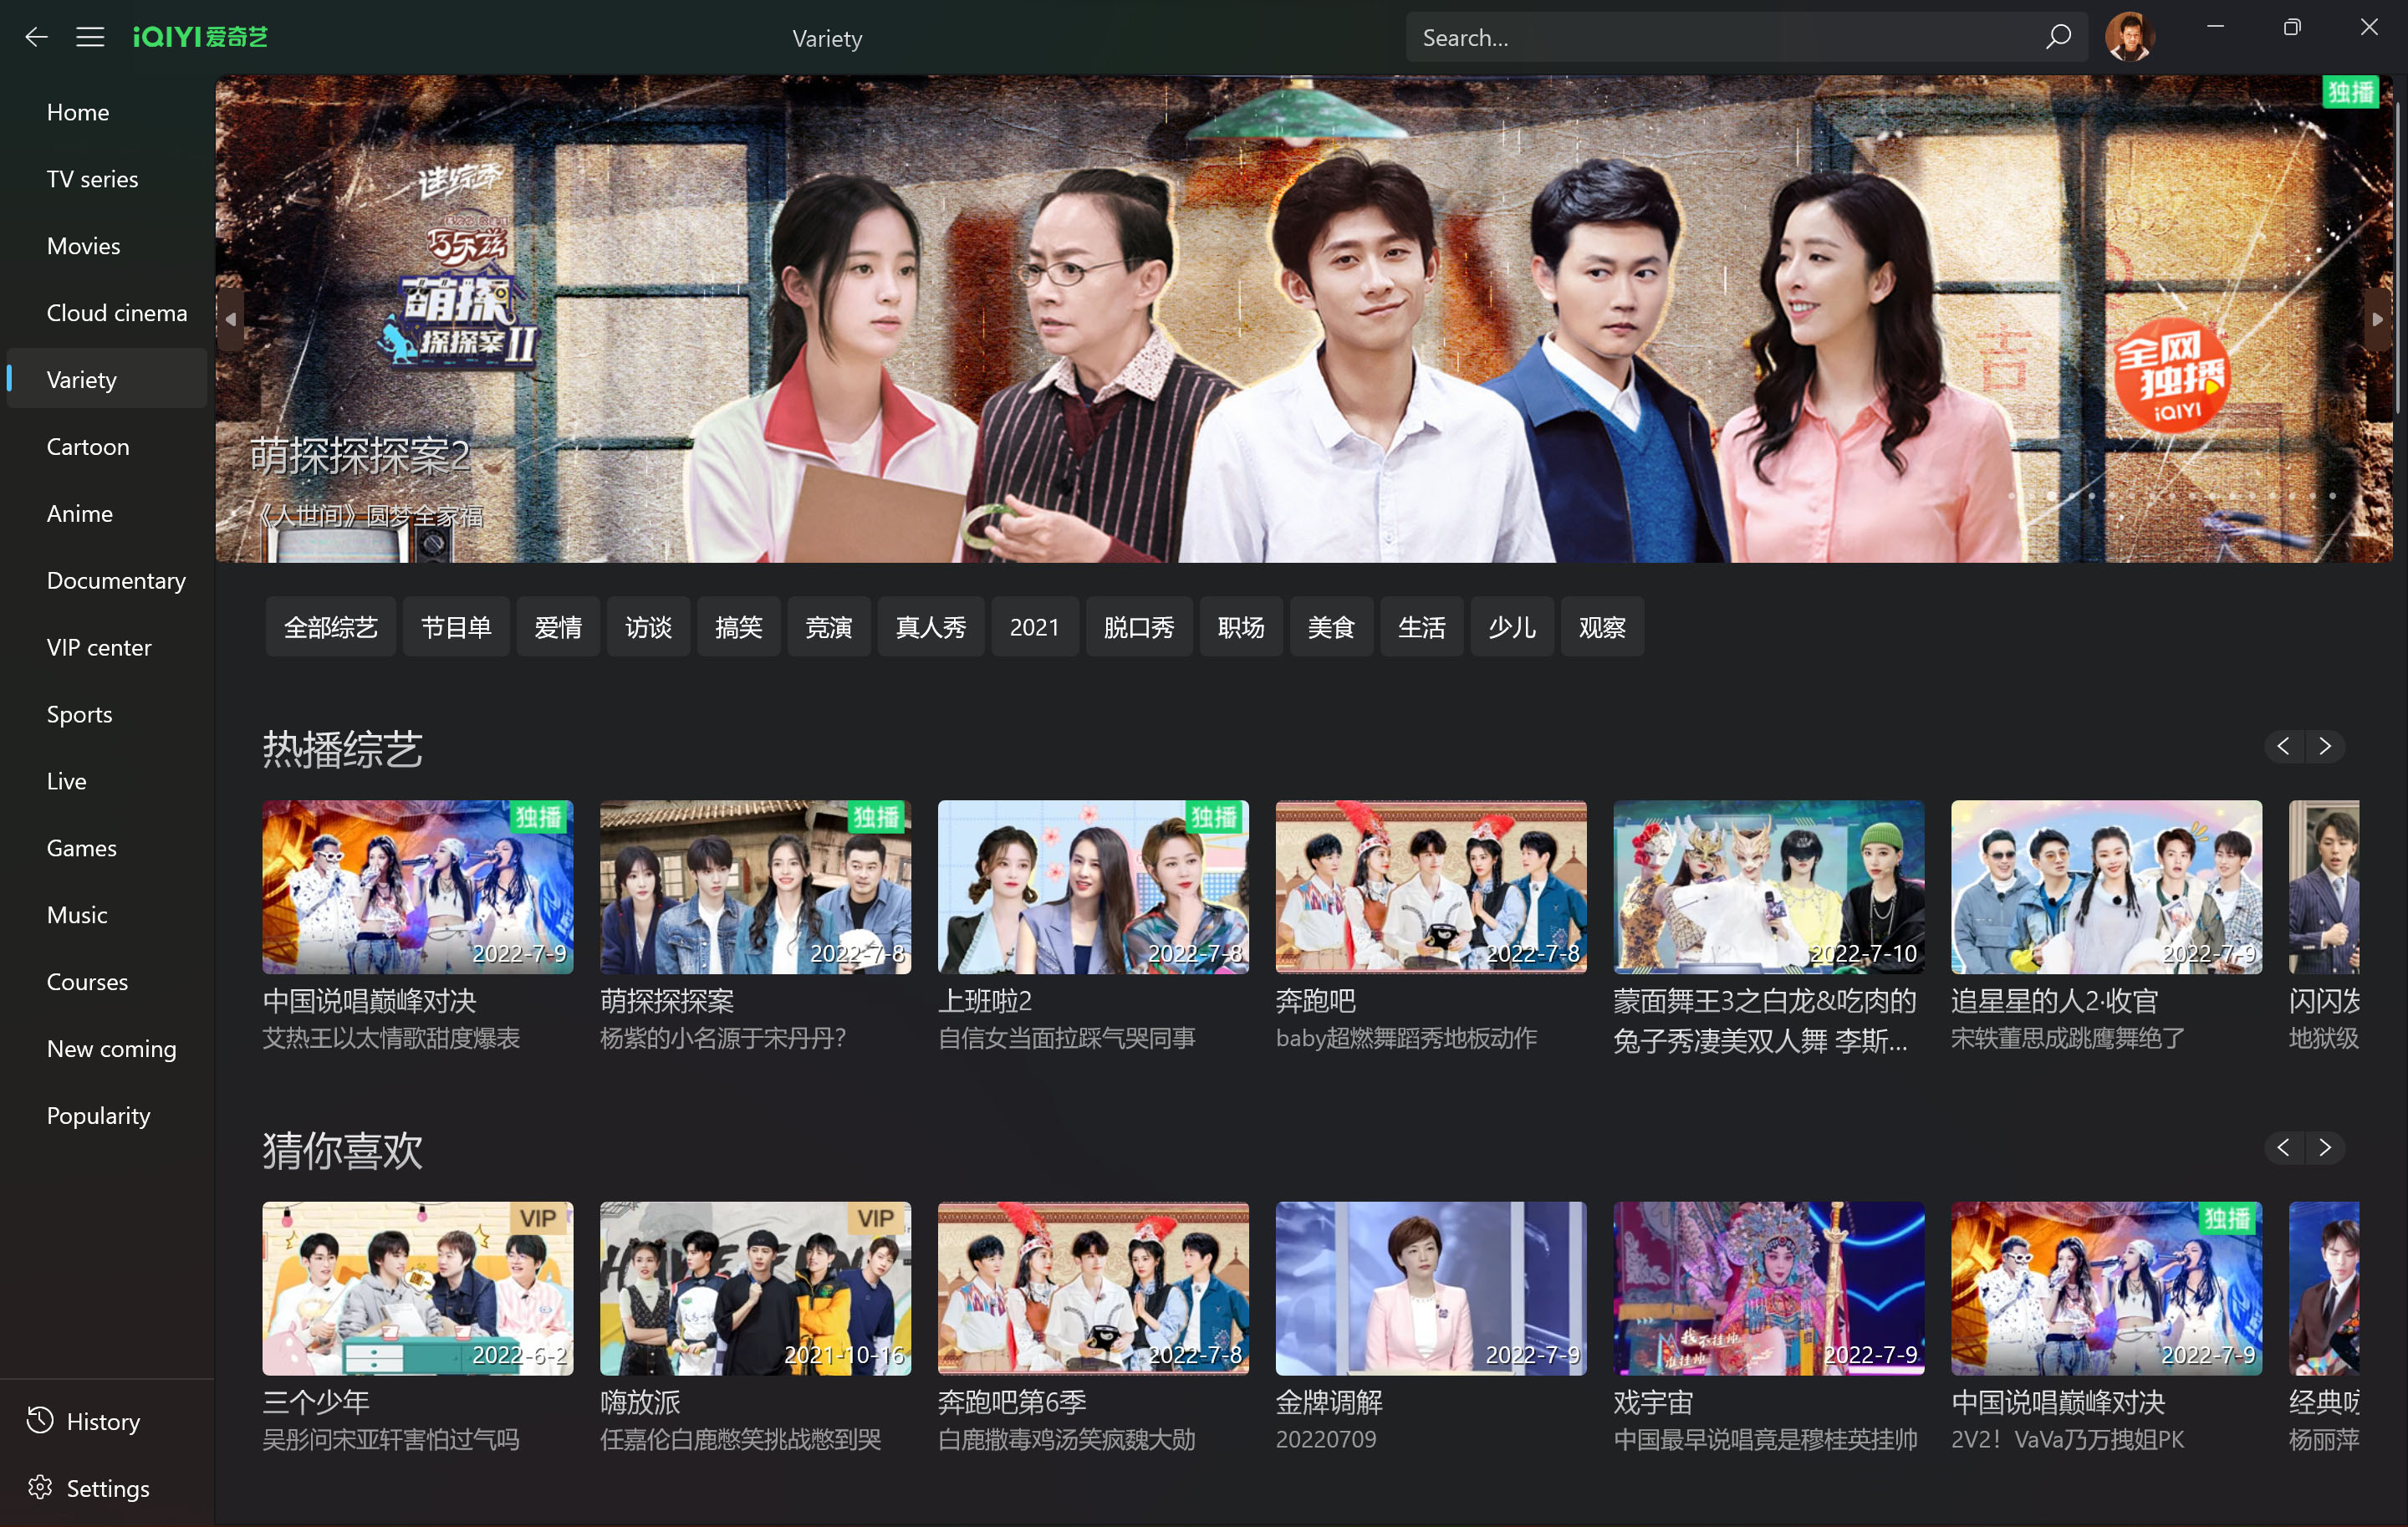 iQIYI 爱奇艺
Variety
Search...
Home
TV series
Movies
Cloud cinema
Variety
Cartoon
Anime
Documentary
VIP center
Sports
Live
Games
Music
Courses
New coming
Popularity
History
Settings
独播
迷综季
巧乐兹
萌探
探探案II
全网
独播
iQIYI
吉
萌探探探案2
《人世间》圆梦全家福
全部综艺
节目单
爱情
访谈
搞笑
竞演
真人秀
2021
脱口秀
职场
美食
生活
少儿
观察
热播综艺
独播
2022-7-9
中国说唱巅峰对决
艾热王以太情歌甜度爆表
独播
2022-7-8
萌探探探案
杨紫的小名源于宋丹丹？
独播
2022-7-8
上班啦2
自信女当面拉踩气哭同事
2022-7-8
奔跑吧
baby超燃舞蹈秀地板动作
2022-7-10
蒙面舞王3之白龙&吃肉的
兔子秀凄美双人舞 李斯...
2022-7-9
追星星的人2·收官
宋轶董思成跳鹰舞绝了
闪闪发
地狱级
猜你喜欢
VIP
2022-6-2
三个少年
吴彤问宋亚轩害怕过气吗
VIP
2021-10-16
嗨放派
任嘉伦白鹿憋笑挑战憋到哭
2022-7-8
奔跑吧第6季
白鹿撒毒鸡汤笑疯魏大勋
2022-7-9
金牌调解
20220709
2022-7-9
戏宇宙
中国最早说唱竟是穆桂英挂帅
独播
2022-7-9
中国说唱巅峰对决
2V2！VaVa乃万拽姐PK
经典咏
杨丽萍